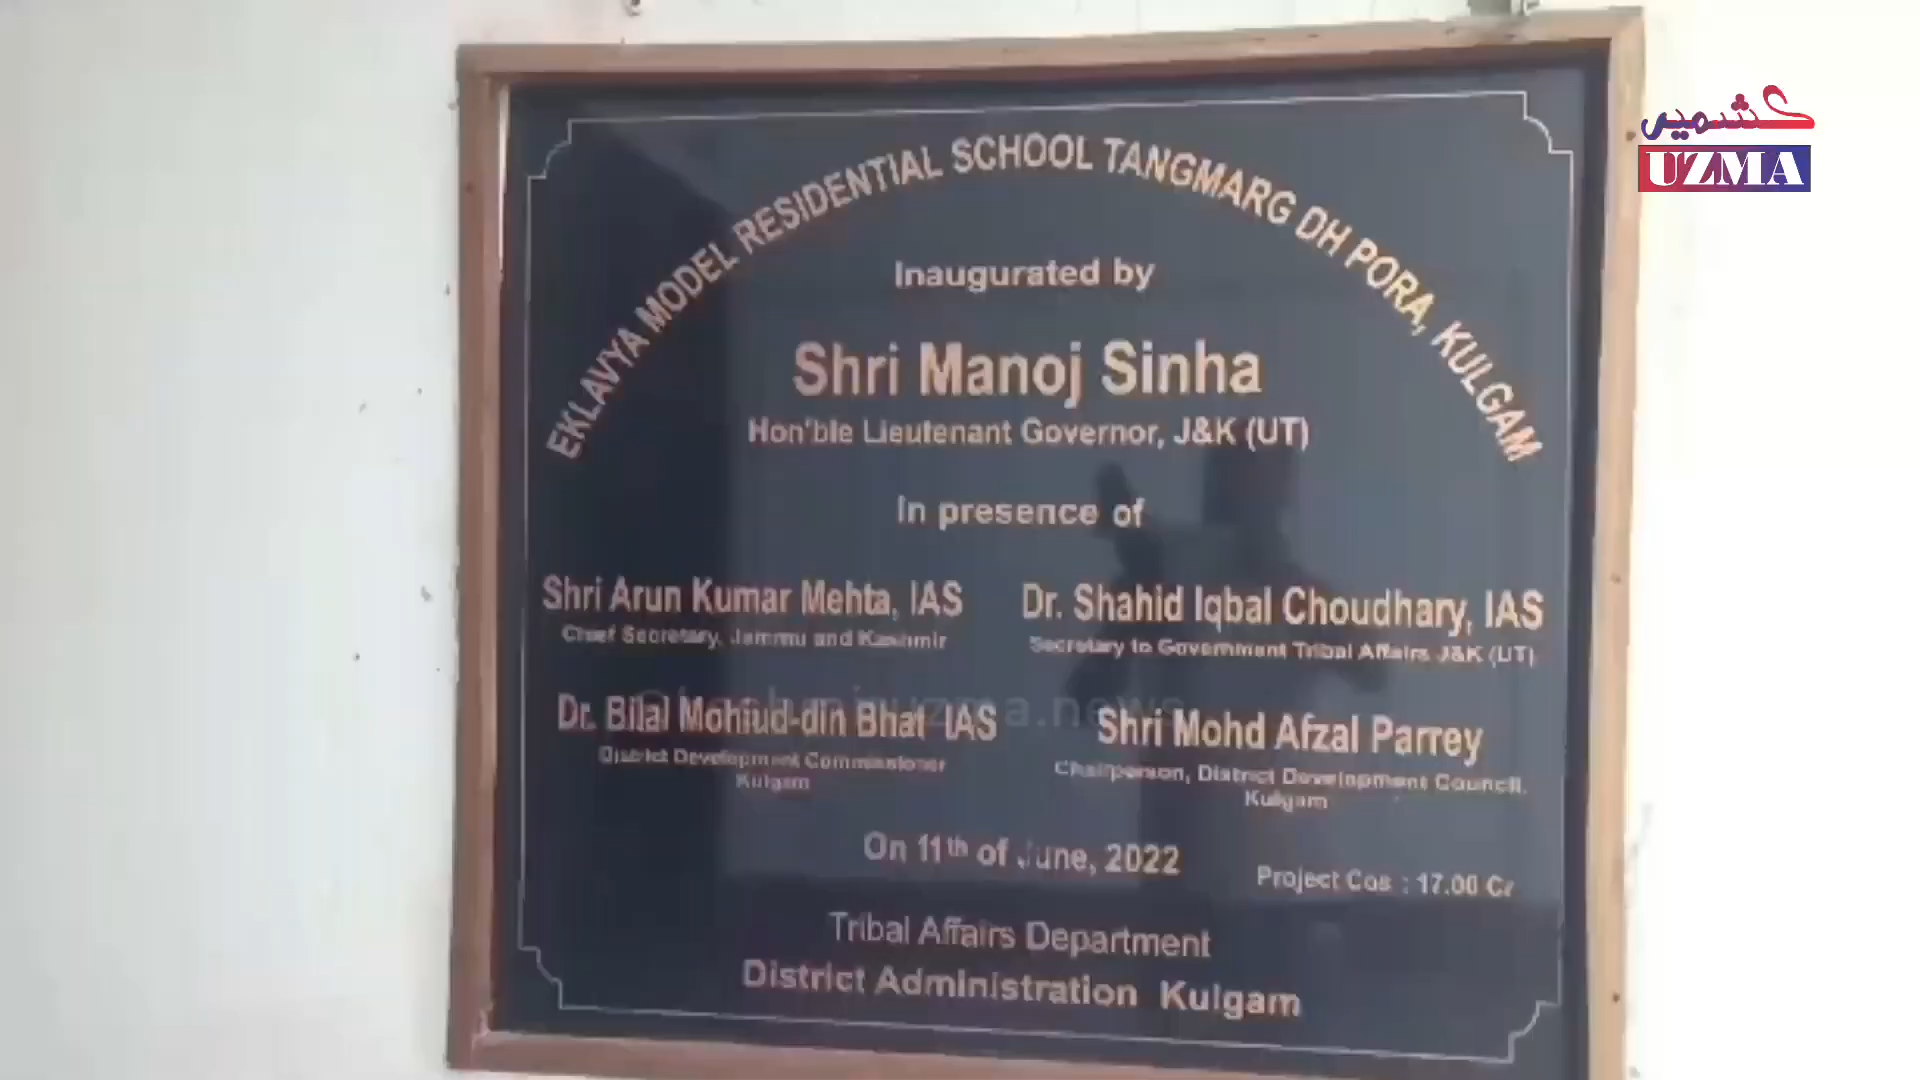 کشمیر
UZMA
EKLAVYA MODEL RESIDENTIAL SCHOOL TANGMARG DH PORA, KULGAM
Inaugurated by
Shri Manoj Sinha
Hon'ble Lieutenant Governor, J&K (UT)
In presence of
Shri Arun Kumar Mehta, IAS
Chief Secretary, Jammu and Kashmir
Dr. Shahid Iqbal Choudhary, IAS
Secretary to Government Tribal Affairs J&K (UT)
Dr. Bilal Mohiud-din Bhat IAS
District Development Commissioner
Kulgam
Shri Mohd Afzal Parrey
Chairperson, District Development Council,
Kulgam
On 11th of June, 2022
Project Cos : 17.00 Cr
Tribal Affairs Department
District Administration Kulgam